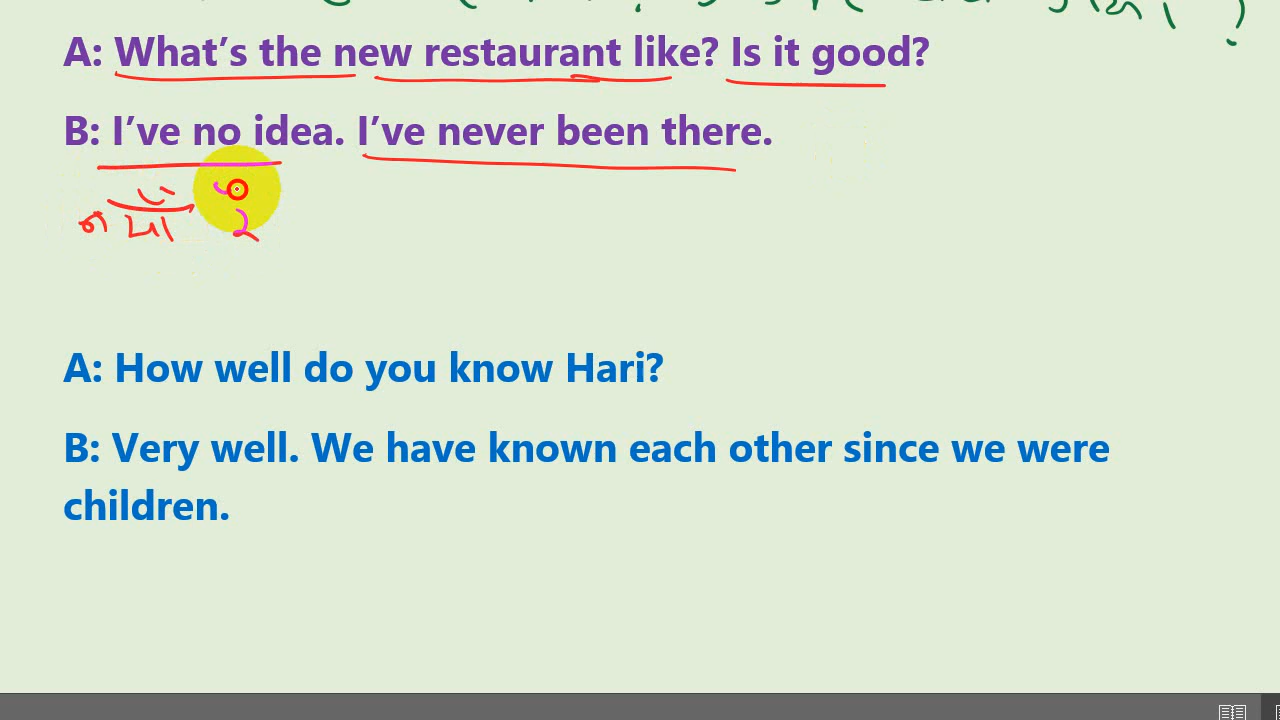 A: What’s the new restaurant like? Is it good?
B: I’ve no idea. I’ve never been there.
A: How well do you know Hari?
B: Very well. We have known each other since we were
children.